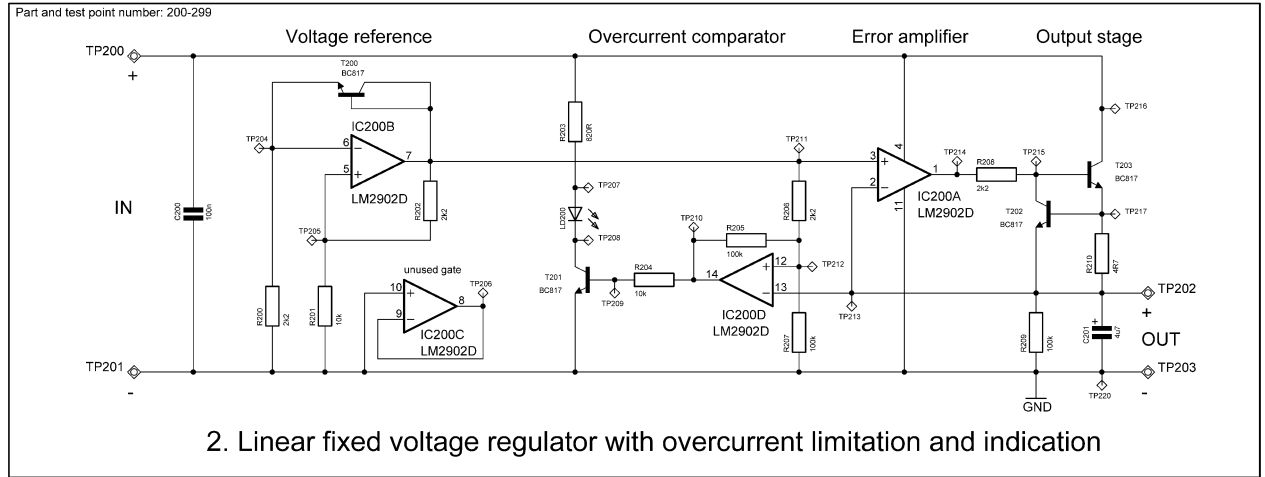 Part and test point number: 200-299
Voltage reference
Overcurrent comparator
Error amplifier
Output stage
TP200
+
T200
BC817
IC200B
TP204
6
-
5
+
7
LM2902D
R202
2k2
TP205
IN
C200
100n
R200
2k2
R201
10k
unused gate
10
+
9
-
8
TP206
IC200C
LM2902D
TP201
-
R203
820R
TP207
LD200
TP208
T201
BC817
TP209
R204
10k
TP210
R205
100k
14
12
+
13
-
IC200D
LM2902D
TP211
R206
2k2
TP212
R207
100k
TP213
3
+
2
-
4
1
11
IC200A
LM2902D
TP214
R208
2k2
TP215
T202
BC817
T203
BC817
TP216
TP217
R210
4R7
R209
100k
+
C201
4u7
TP202
+
OUT
TP203
-
TP220
GND
2. Linear fixed voltage regulator with overcurrent limitation and indication